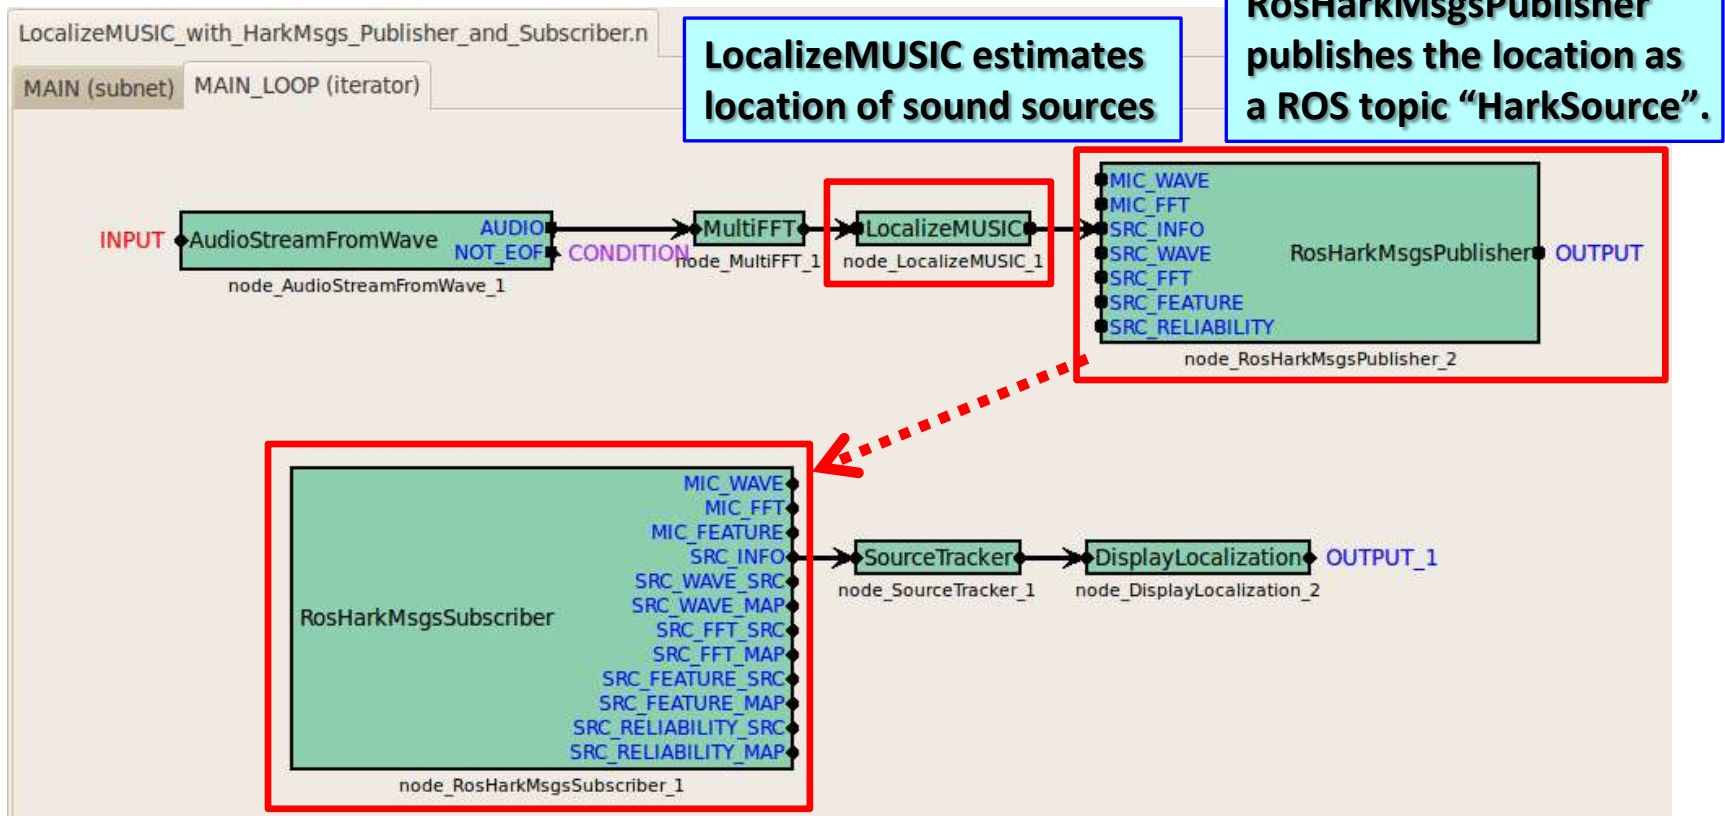 LocalizeMUSIC_with_HarkMsgs_Publisher_and_Subscriber.n
MAIN (subnet)
MAIN_LOOP (iterator)
LocalizeMUSIC estimates
location of sound sources
RosHarkMsgsPublisher
publishes the location as
a ROS topic “HarkSource”.
INPUT
AudioStreamFromWave
AUDIO
NOT_EOF
CONDITION
node_AudioStreamFromWave_1
MultiFFT
node_MultiFFT_1
LocalizeMUSIC
node_LocalizeMUSIC_1
MIC_WAVE
MIC_FFT
SRC_INFO
SRC_WAVE
SRC_FFT
SRC_FEATURE
SRC_RELIABILITY
RosHarkMsgsPublisher
OUTPUT
node_RosHarkMsgsPublisher_2
RosHarkMsgsSubscriber
MIC_WAVE
MIC_FFT
MIC_FEATURE
SRC_INFO
SRC_WAVE_SRC
SRC_WAVE_MAP
SRC_FFT_SRC
SRC_FFT_MAP
SRC_FEATURE_SRC
SRC_FEATURE_MAP
SRC_RELIABILITY_SRC
SRC_RELIABILITY_MAP
node_RosHarkMsgsSubscriber_1
SourceTracker
node_SourceTracker_1
DisplayLocalization
node_DisplayLocalization_2
OUTPUT_1